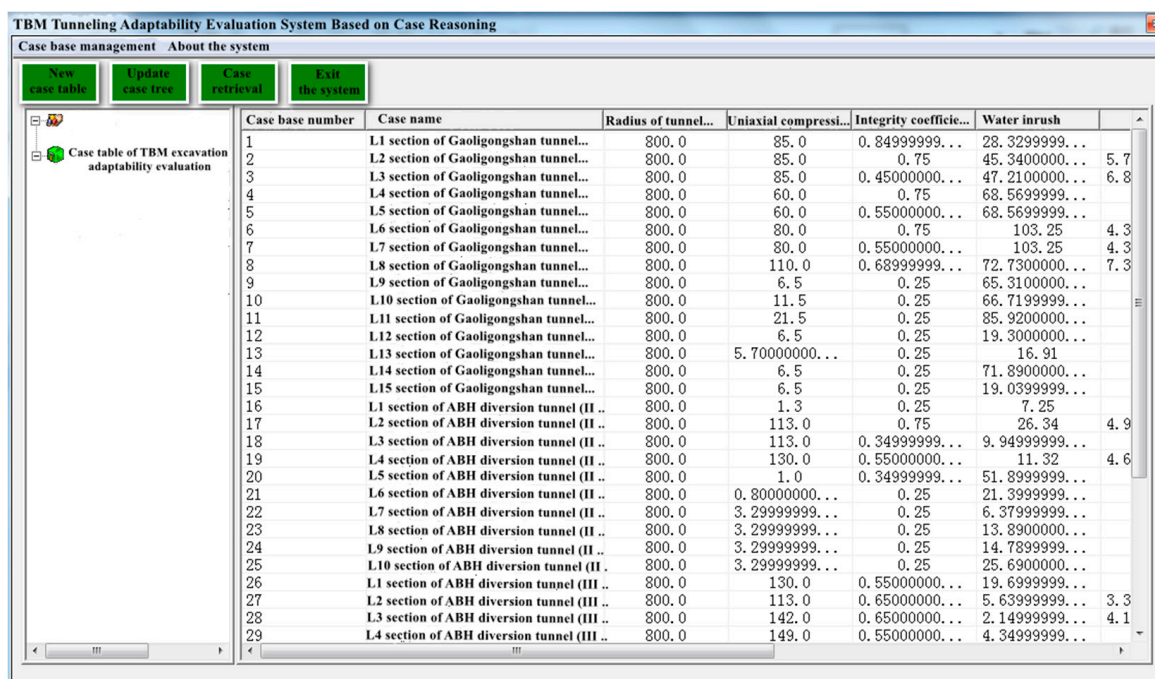 TBM Tunneling Adaptability Evaluation System Based on Case Reasoning
Case base management About the system
New case table
Update case tree
Case retrieval
Exit the system
Case table of TBM excavation
adaptability evaluation
Case base number Case name Radius of tunnel... Uniaxial compressi... Integrity coefficie... Water inrush
1 L1 section of Gaoligongshan tunnel... 800.0 85.0 0.84999999... 28.3299999...
2 L2 section of Gaoligongshan tunnel... 800.0 85.0 0.75 45.3400000... 5.7
3 L3 section of Gaoligongshan tunnel... 800.0 85.0 0.45000000... 47.2100000... 6.8
4 L4 section of Gaoligongshan tunnel... 800.0 60.0 0.75 68.5699999...
5 L5 section of Gaoligongshan tunnel... 800.0 60.0 0.55000000... 68.5699999...
6 L6 section of Gaoligongshan tunnel... 800.0 80.0 0.75 103.25 4.3
7 L7 section of Gaoligongshan tunnel... 800.0 80.0 0.55000000... 103.25 4.3
8 L8 section of Gaoligongshan tunnel... 800.0 110.0 0.68999999... 72.7300000... 7.3
9 L9 section of Gaoligongshan tunnel... 800.0 6.5 0.25 65.3100000...
10 L10 section of Gaoligongshan tunnel... 800.0 11.5 0.25 66.7199999...
11 L11 section of Gaoligongshan tunnel... 800.0 21.5 0.25 85.9200000...
12 L12 section of Gaoligongshan tunnel... 800.0 6.5 0.25 19.3000000...
13 L13 section of Gaoligongshan tunnel... 800.0 5.70000000... 0.25 16.91
14 L14 section of Gaoligongshan tunnel... 800.0 6.5 0.25 71.8900000...
15 L15 section of Gaoligongshan tunnel... 800.0 6.5 0.25 19.0399999...
16 L1 section of ABH diversion tunnel (II .. 800.0 1.3 0.25 7.25
17 L2 section of ABH diversion tunnel (II .. 800.0 113.0 0.75 26.34 4.9
18 L3 section of ABH diversion tunnel (II .. 800.0 113.0 0.34999999... 9.94999999...
19 L4 section of ABH diversion tunnel (II .. 800.0 130.0 0.55000000... 11.32 4.6
20 L5 section of ABH diversion tunnel (II .. 800.0 1.0 0.34999999... 51.8999999...
21 L6 section of ABH diversion tunnel (II .. 800.0 0.80000000... 0.25 21.3999999...
22 L7 section of ABH diversion tunnel (II .. 800.0 3.29999999... 0.25 6.37999999...
23 L8 section of ABH diversion tunnel (II .. 800.0 3.29999999... 0.25 13.8900000...
24 L9 section of ABH diversion tunnel (II .. 800.0 3.29999999... 0.25 14.7899999...
25 L10 section of ABH diversion tunnel (II . 800.0 3.29999999... 0.25 25.6900000...
26 L1 section of ABH diversion tunnel (III .. 800.0 130.0 0.55000000... 19.6999999...
27 L2 section of ABH diversion tunnel (III .. 800.0 113.0 0.65000000... 5.63999999... 3.3
28 L3 section of ABH diversion tunnel (III .. 800.0 142.0 0.65000000... 2.14999999... 4.1
29 L4 section of ABH diversion tunnel (III .. 800.0 149.0 0.55000000... 4.34999999...